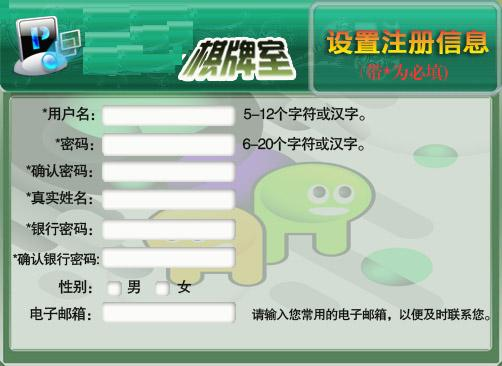 棋牌室
设置注册信息
(带*为必填)
*用户名： 5-12个字符或汉字。
*密码： 6-20个字符或汉字。
*确认密码：
*真实姓名：
*银行密码：
*确认银行密码:
性别： 男 女
电子邮箱： 请输入您常用的电子邮箱，以便及时联系您。